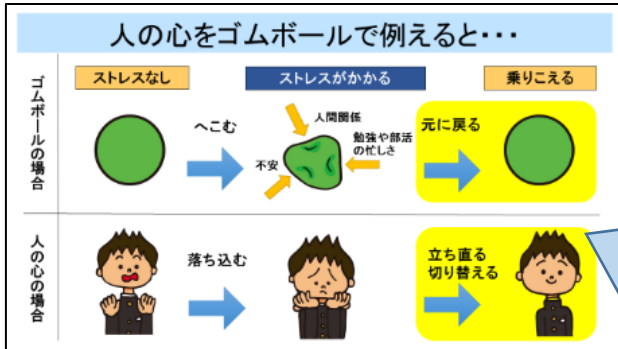 人の心をゴムボールで例えると・・・
ストレスなし
ストレスがかかる
乗りこえる
ゴムボールの場合
へこむ
人間関係
勉強や部活
の忙しさ
不安
元に戻る
人の心の場合
落ち込む
立ち直る
切り替える